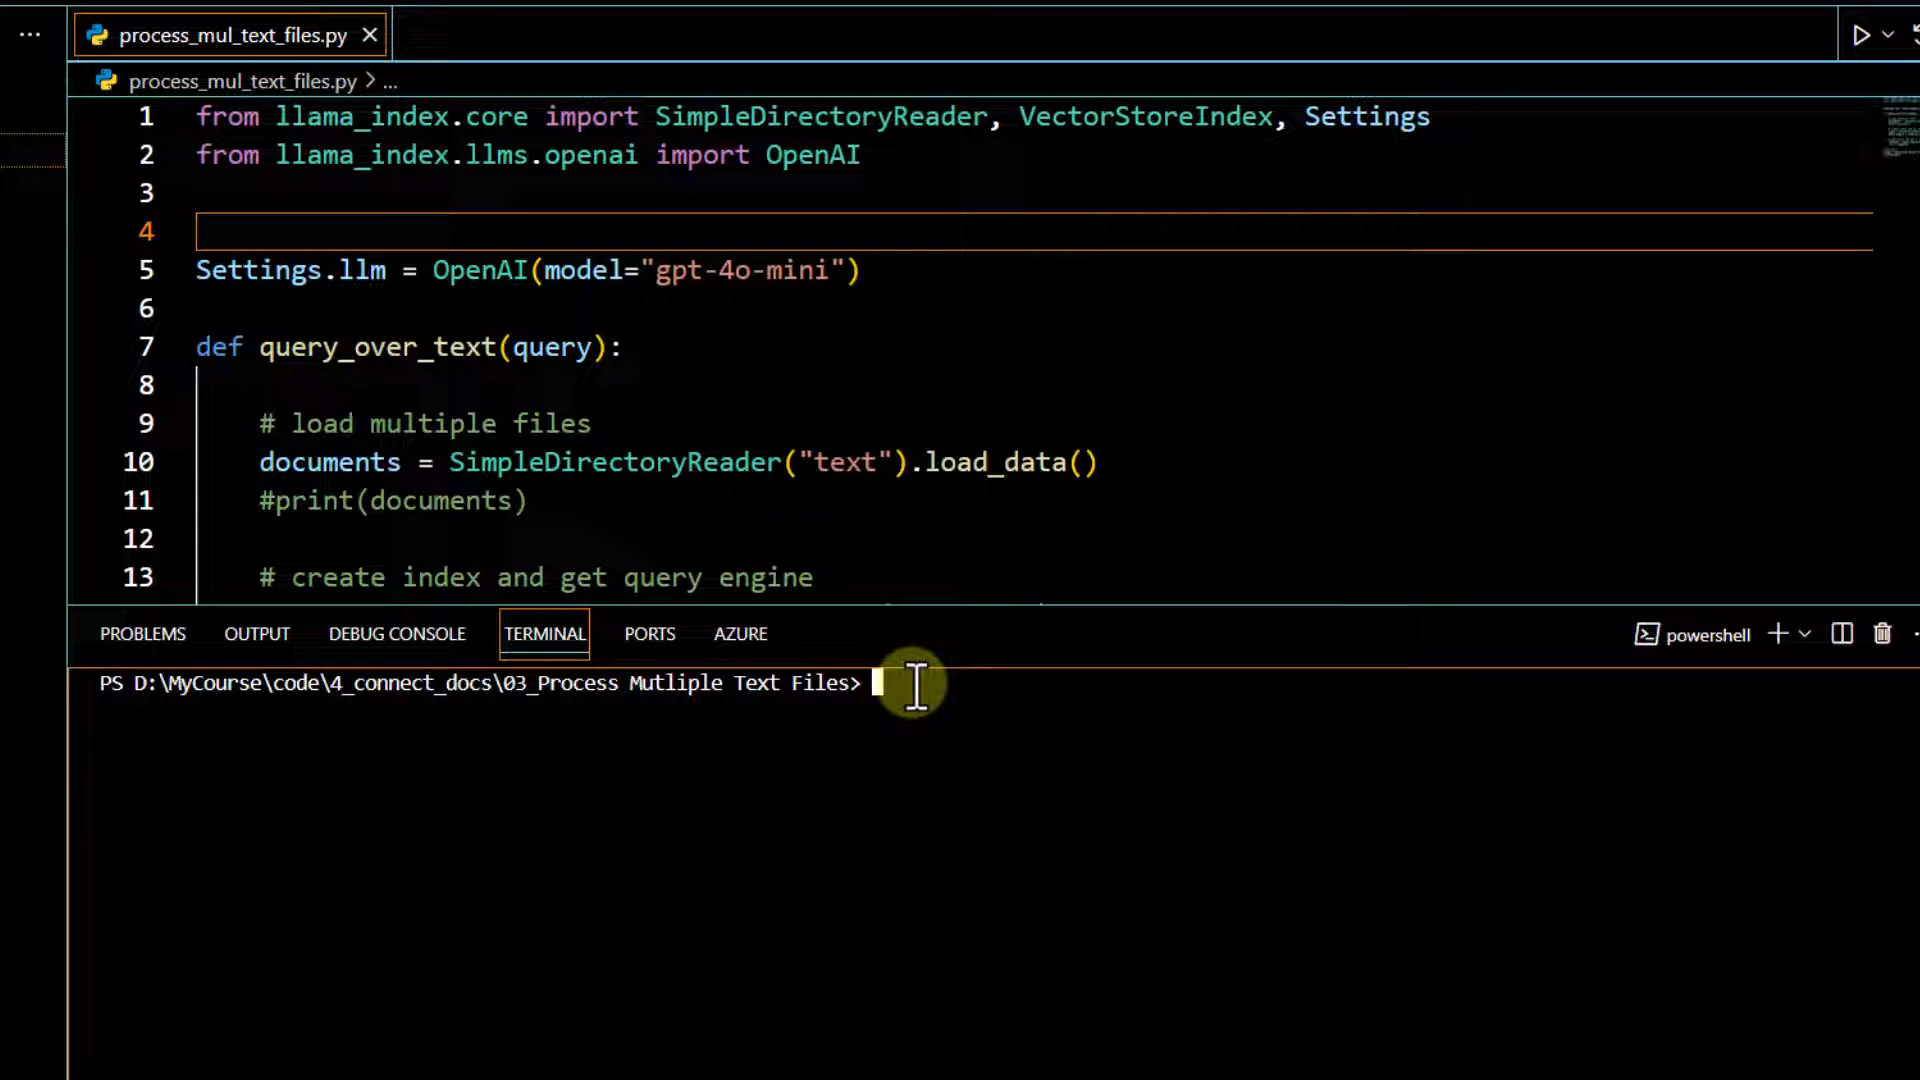 process_mul_text_files.py
process_mul_text_files.py > ...
1 from llama_index.core import SimpleDirectoryReader, VectorStoreIndex, Settings
2 from llama_index.llms.openai import OpenAI
3
4
5 Settings.llm = OpenAI(model="gpt-4o-mini")
6
7 def query_over_text(query):
8
9 # load multiple files
10 documents = SimpleDirectoryReader("text").load_data()
11 #print(documents)
12
13 # create index and get query engine
PROBLEMS OUTPUT DEBUG CONSOLE TERMINAL PORTS AZURE powershell
PS D:\MyCourse\code\4_connect_docs\03_Process Mutliple Text Files>